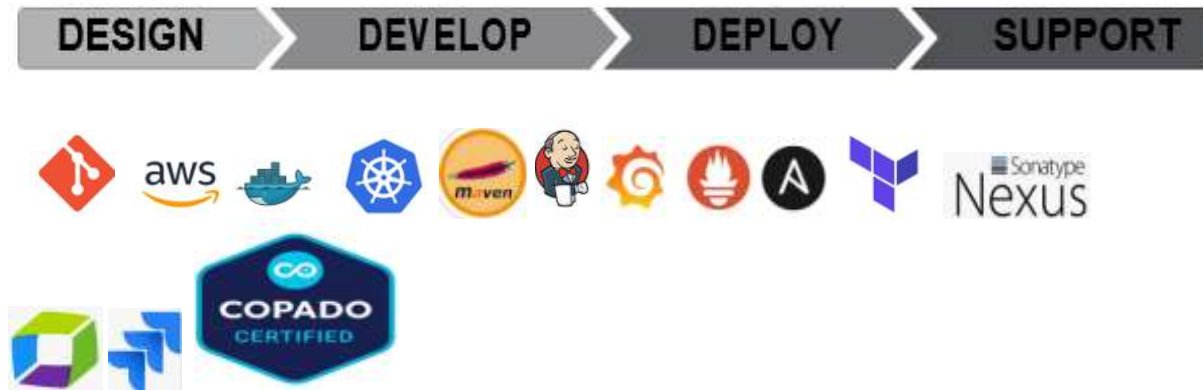 DESIGN DEVELOP DEPLOY SUPPORT
aws
maven
Sonatype
Nexus
COPADO
CERTIFIED